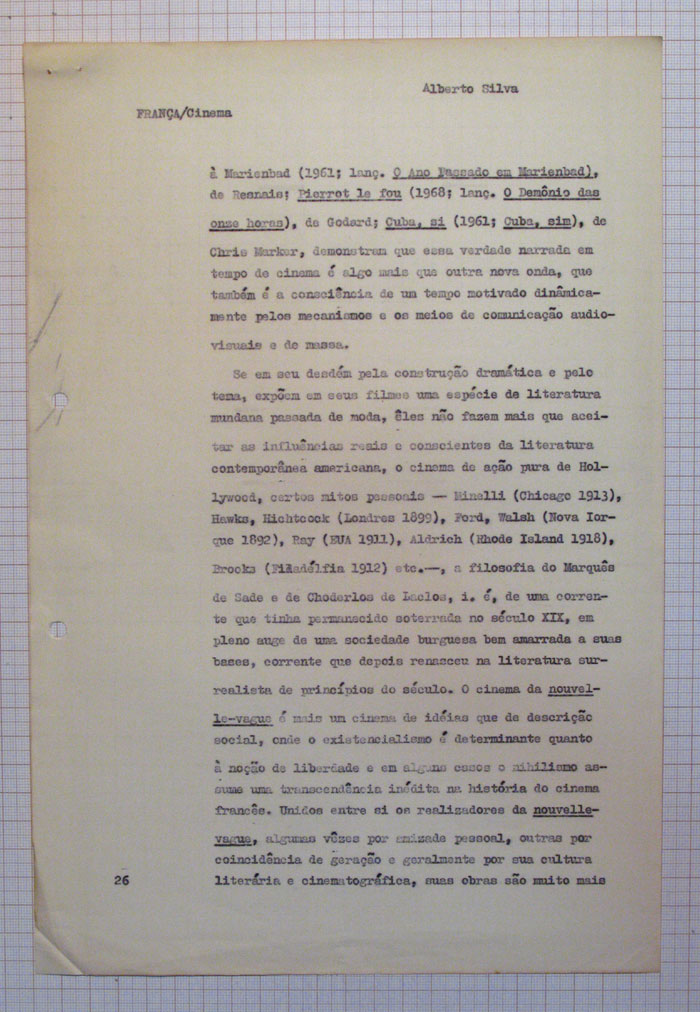 Alberto Silva
FRANÇA/Cinema
à Marienbad (1961; lanç. O Ano Passado em Marienbad),
de Resnais; Pierrot le fou (1968; lanç. O Demônio das
onze horas), de Godard; Cuba, si (1961; Cuba, sim), de
Chris Marker, demonstram que essa verdade narrada em
tempo de cinema é algo mais que outra nova onda, que
também é a consciência de um tempo motivado dinâmica-
mente pelos mecanismos e os meios de comunicação audio-
visuais e de massa.
Se em seu desdém pela construção dramática e pelo
tema, expõem em seus filmes uma espécie de literatura
mundana passada de moda, êles não fazem mais que acei-
tar as influências reais e conscientes da literatura
contemporânea americana, o cinema de ação pura de Hol-
lywood, certos mitos pessoais — Minelli (Chicago 1913),
Hawks, Hichtcock (Londres 1899), Ford, Walsh (Nova Ior-
que 1892), Ray (EUA 1911), Aldrich (Rhode Island 1918),
Brooks (Filadélfia 1912) etc.—, a filosofia do Marquês
de Sade e de Choderlos de Laclos, i. é, de uma corren-
te que tinha permanecido soterrada no século XIX, em
pleno auge de uma sociedade burguesa bem amarrada a suas
bases, corrente que depois renasceu na literatura sur-
realista de princípios do século. O cinema da nouvel-
le-vague é mais um cinema de idéias que de descrição
social, onde o existencialismo é determinante quanto
à noção de liberdade e em alguns casos o nihilismo as-
sume uma transcendência inédita na história do cinema
francês. Unidos entre si os realizadores da nouvelle-
vague, algumas vêzes por amizade pessoal, outras por
coincidência de geração e geralmente por sua cultura
26 literária e cinematográfica, suas obras são muito mais